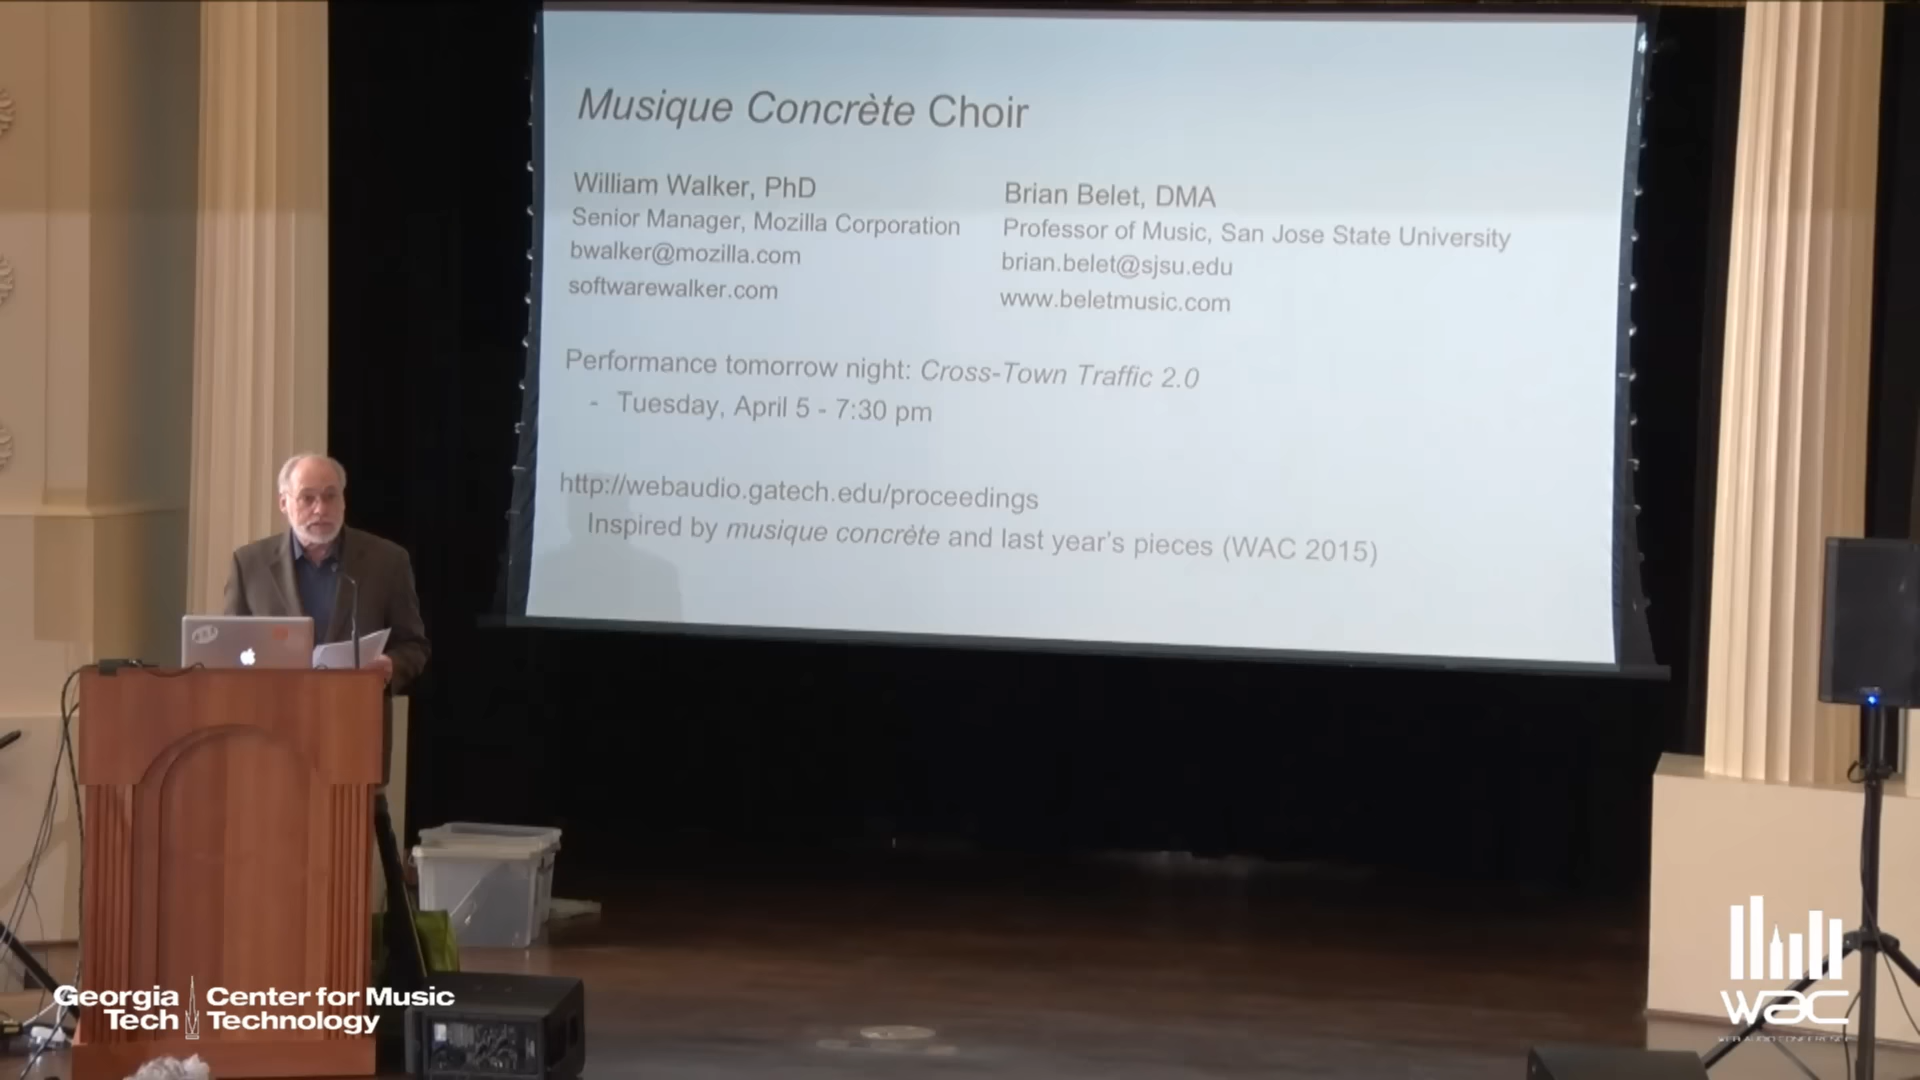 Musique Concrète Choir
William Walker, PhD
Senior Manager, Mozilla Corporation
bwalker@mozilla.com
softwarewalker.com
Brian Belet, DMA
Professor of Music, San Jose State University
brian.belet@sjsu.edu
www.beletmusic.com
Performance tomorrow night: Cross-Town Traffic 2.0
- Tuesday, April 5 - 7:30 pm
http://webaudio.gatech.edu/proceedings
Inspired by musique concrète and last year's pieces (WAC 2015)
Georgia Tech
Center for Music Technology
wac
WEB AUDIO CONFERENCE